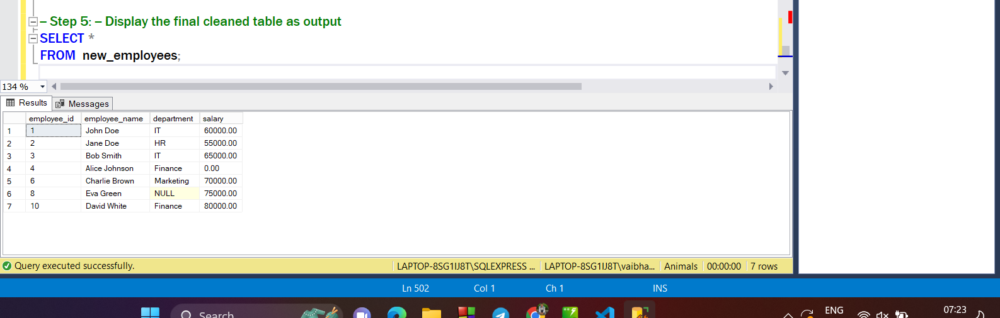 – Step 5: – Display the final cleaned table as output
SELECT *
FROM new_employees;
134 %
Results Messages
employee_id employee_name department salary
1 1 John Doe IT 60000.00
2 2 Jane Doe HR 55000.00
3 3 Bob Smith IT 65000.00
4 4 Alice Johnson Finance 0.00
5 6 Charlie Brown Marketing 70000.00
6 8 Eva Green NULL 75000.00
7 10 David White Finance 80000.00
Query executed successfully. LAPTOP-8SG1IJ8T\SQLEXPRESS ... LAPTOP-8SG1IJ8T\vaibha... Animals 00:00:00 7 rows
Ln 502 Col 1 Ch 1 INS
Search ENG 07:23